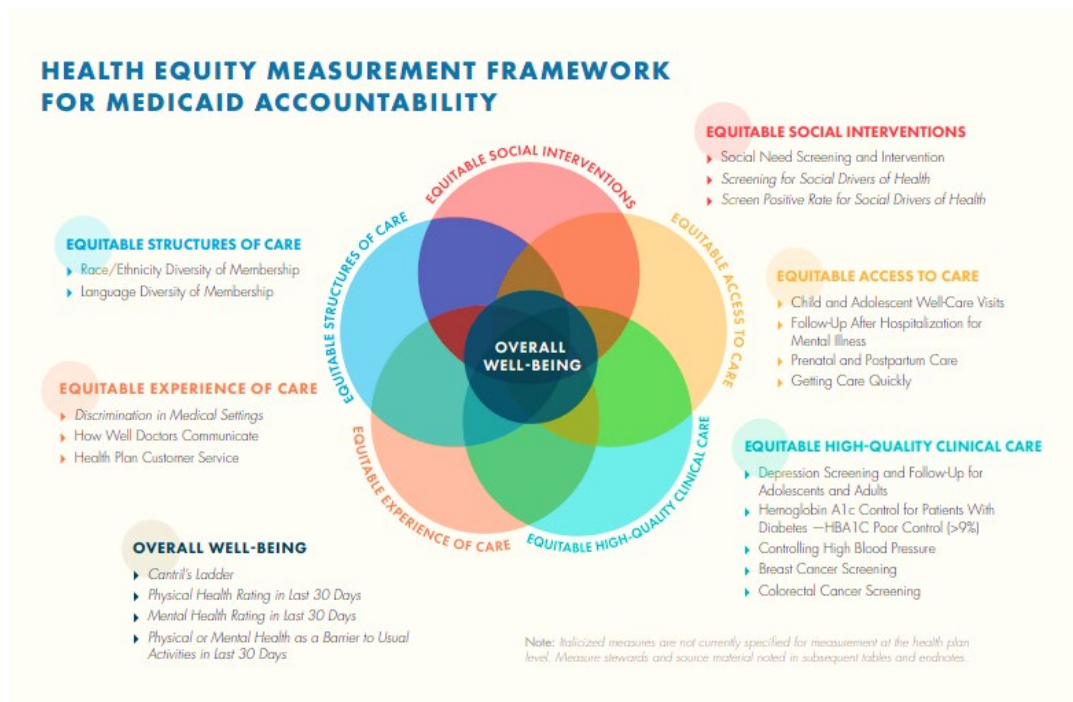 HEALTH EQUITY MEASUREMENT FRAMEWORK
FOR MEDICAID ACCOUNTABILITY
EQUITABLE SOCIAL INTERVENTIONS
Social Need Screening and Intervention
Screening for Social Drivers of Health
Screen Positive Rate for Social Drivers of Health
EQUITABLE STRUCTURES OF CARE
Race/Ethnicity Diversity of Membership
Language Diversity of Membership
EQUITABLE ACCESS TO CARE
Child and Adolescent Well-Care Visits
Follow-Up After Hospitalization for
Mental Illness
Prenatal and Postpartum Care
Getting Care Quickly
EQUITABLE EXPERIENCE OF CARE
Discrimination in Medical Settings
How Well Doctors Communicate
Health Plan Customer Service
EQUITABLE HIGH-QUALITY CLINICAL CARE
Depression Screening and Follow-Up for
Adolescents and Adults
Hemoglobin A1c Control for Patients With
Diabetes —HBA1C Poor Control (>9%)
Controlling High Blood Pressure
Breast Cancer Screening
Colorectal Cancer Screening
OVERALL WELL-BEING
Cantril's Ladder
Physical Health Rating in Last 30 Days
Mental Health Rating in Last 30 Days
Physical or Mental Health as a Barrier to Usual
Activities in Last 30 Days
EQUITABLE SOCIAL INTERVENTIONS
EQUITABLE ACCESS TO CARE
EQUITABLE HIGH-QUALITY CLINICAL CARE
EQUITABLE EXPERIENCE OF CARE
EQUITABLE STRUCTURES OF CARE
OVERALL
WELL-BEING
Note: Italicized measures are not currently specified for measurement at the health plan
level. Measure stewards and source material noted in subsequent tables and endnotes.